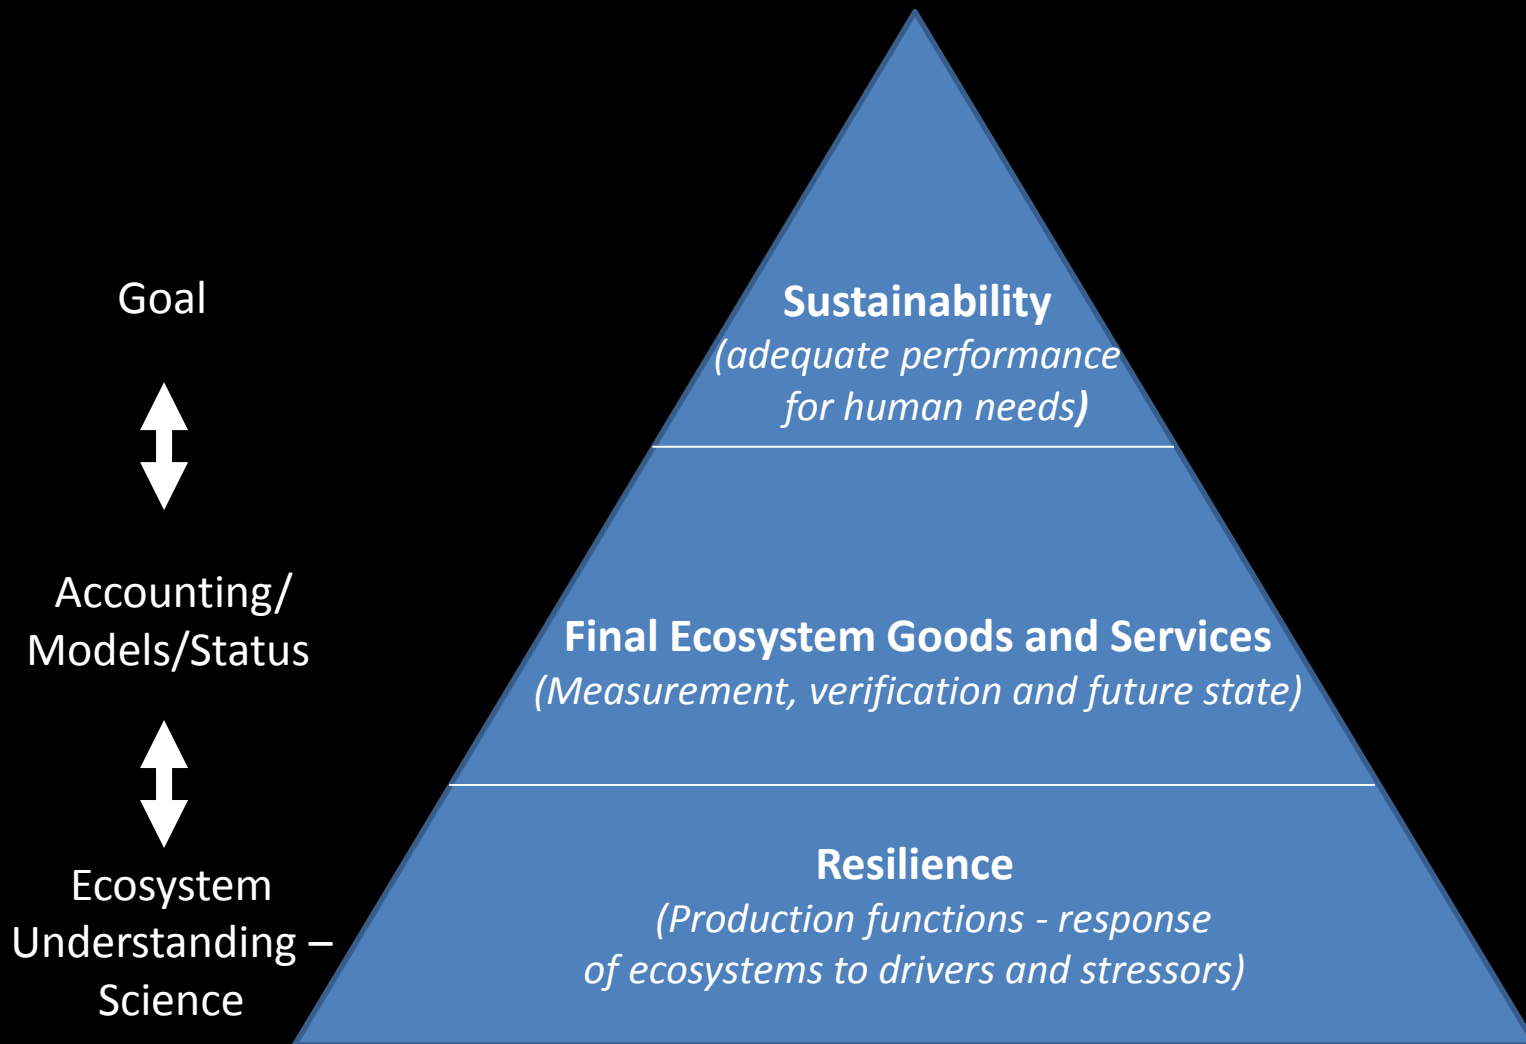 Goal
Sustainability
(adequate performance
for human needs)
Accounting/
Models/Status
Final Ecosystem Goods and Services
(Measurement, verification and future state)
Ecosystem
Understanding –
Science
Resilience
(Production functions - response
of ecosystems to drivers and stressors)